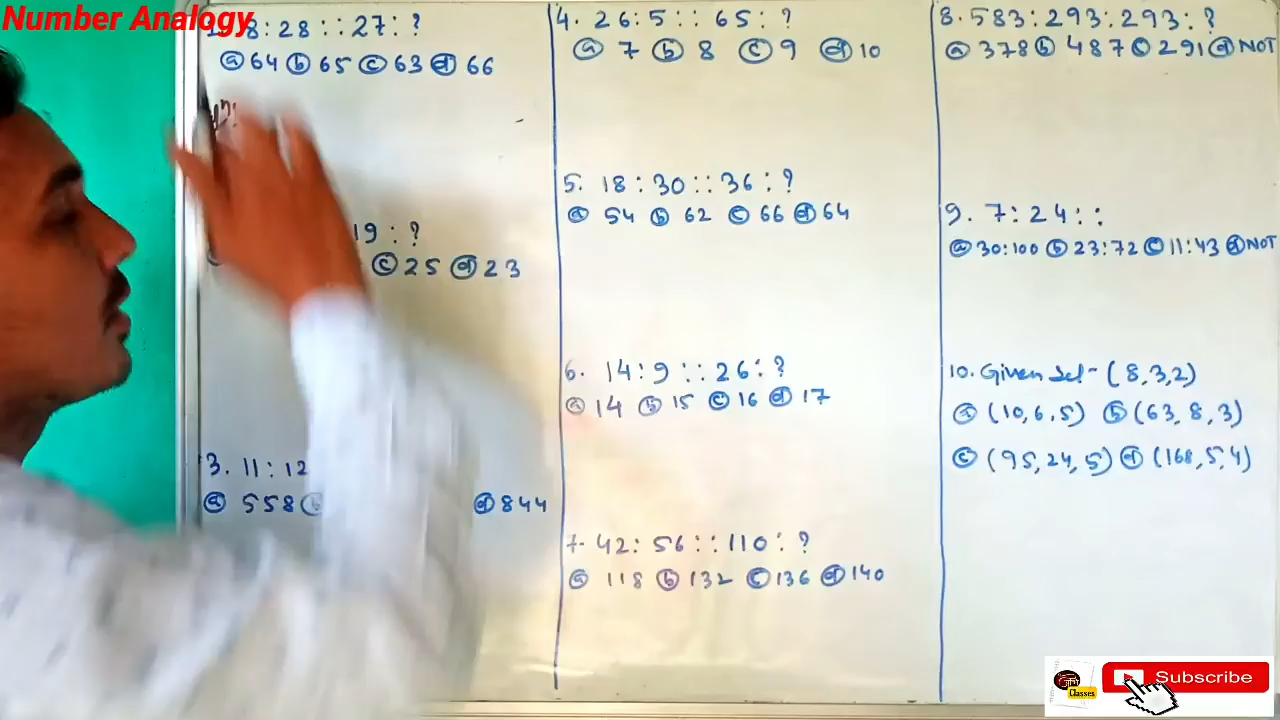 Number Analogy
8:28::27:?
ⓐ 64 ⓑ 65 ⓒ 63 ⓓ 66
19:?
ⓒ 25 ⓓ 23
3. 11:12
ⓐ 558 ⓑ ⓓ 844
4. 26:5::65:?
ⓐ 7 ⓑ 8 ⓒ 9 ⓓ 10
5. 18:30::36:?
ⓐ 54 ⓑ 62 ⓒ 66 ⓓ 64
6. 14:9::26:?
ⓐ 14 ⓑ 15 ⓒ 16 ⓓ 17
7. 42:56::110:?
ⓐ 118 ⓑ 132 ⓒ 136 ⓓ 140
8. 583:293:293:?
ⓐ 378 ⓑ 487 ⓒ 291 ⓓ NOT
9. 7:24::
ⓐ 30:100 ⓑ 23:72 ⓒ 11:43 ⓓ NOT
10. Given Set - (8,3,2)
ⓐ (10,6,5) ⓑ (63,8,3)
ⓒ (95,24,5) ⓓ (168,5,4)
Classes
Subscribe